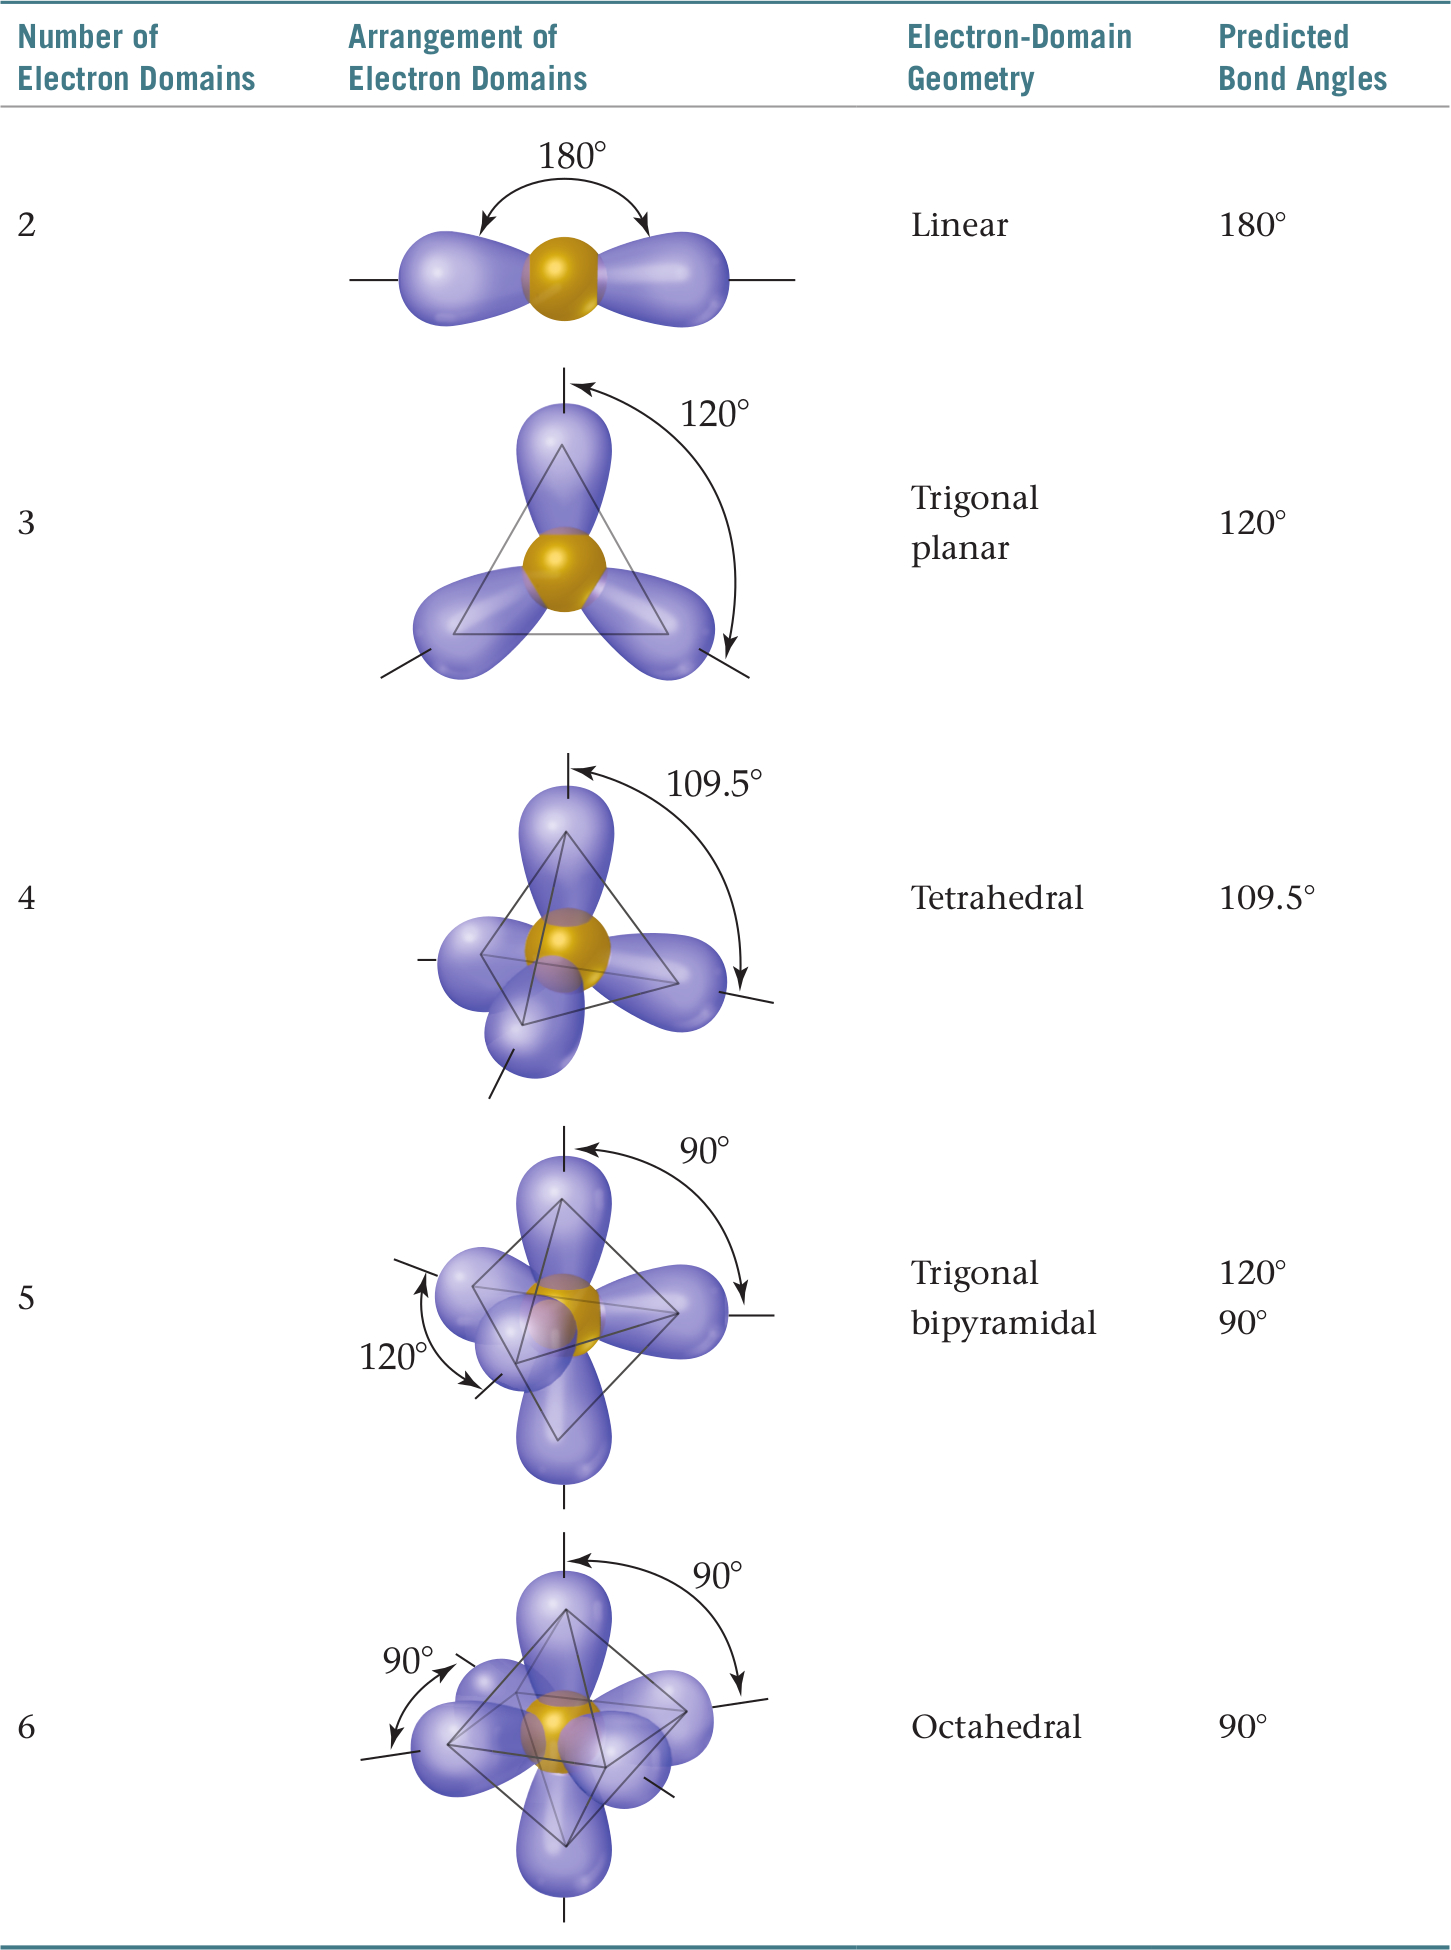 Number of
Electron Domains
Arrangement of
Electron Domains
Electron-Domain
Geometry
Predicted
Bond Angles
180°
2
Linear
180°
120°
3
Trigonal
planar
120°
109.5°
4
Tetrahedral
109.5°
90°
120°
5
Trigonal
bipyramidal
120°
90°
90°
90°
6
Octahedral
90°